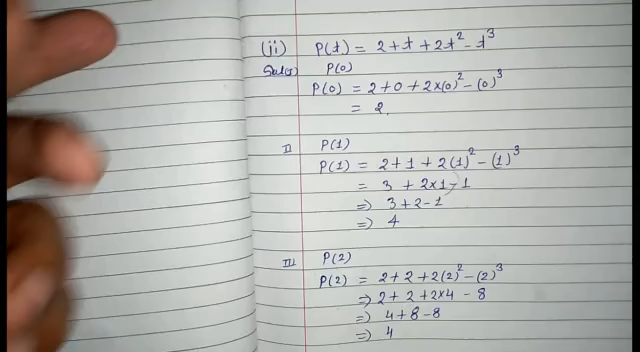 (ii) P(t) = 2+t+2t²-t³
Sol(I) P(0)
P(0) = 2+0+2×(0)²-(0)³
= 2.
II P(1)
P(1) = 2+1+2(1)²-(1)³
= 3+2×1-1
=> 3+2-1
=> 4
III P(2)
P(2) = 2+2+2(2)²-(2)³
=> 2+2+2×4-8
=> 4+8-8
=> 4